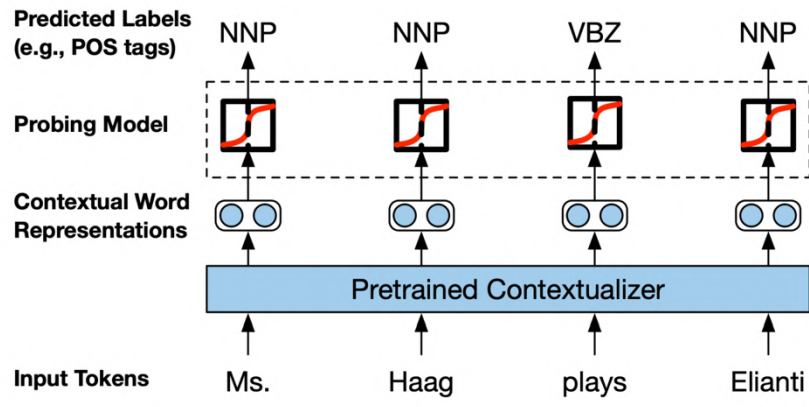 Predicted Labels
(e.g., POS tags)
NNP NNP VBZ NNP
Probing Model
Contextual Word
Representations
Pretrained Contextualizer
Input Tokens
Ms. Haag plays Elianti